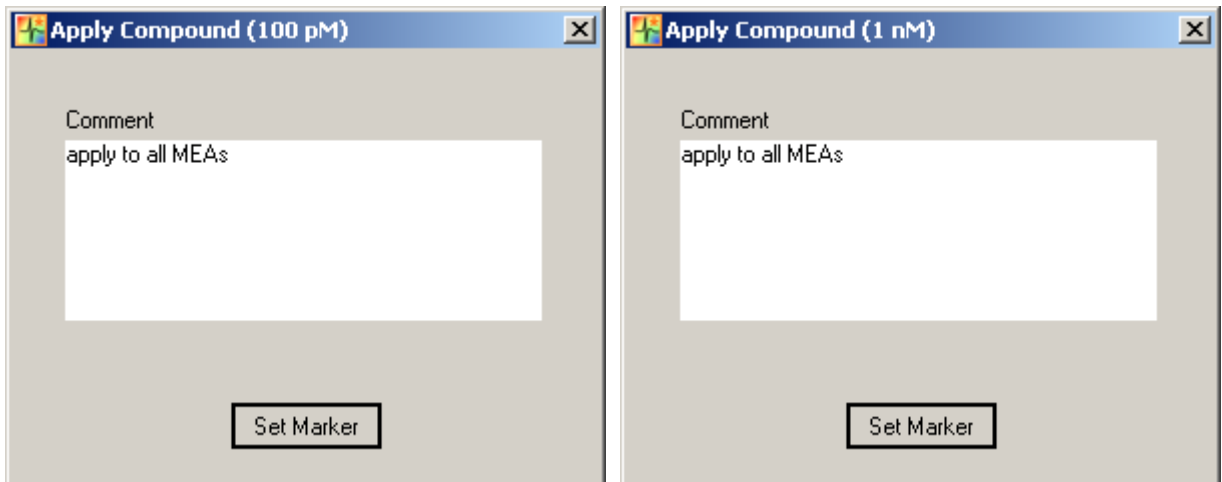 Apply Compound (100 pM)
Comment
apply to all MEAs
Set Marker
Apply Compound (1 nM)
Comment
apply to all MEAs
Set Marker